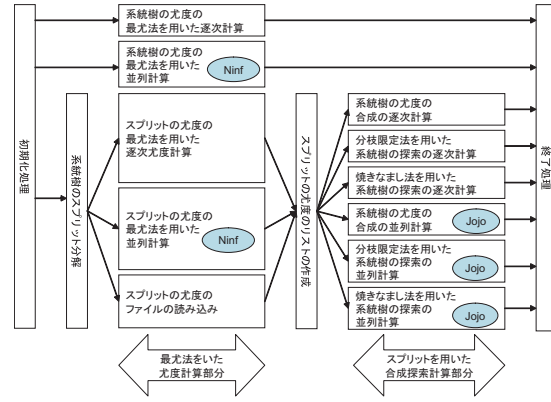 初期化処理
系統樹の尤度の
最尤法を用いた逐次計算
系統樹の尤度の
最尤法を用いた
並列計算
Ninf
系統樹のスプリット分解
スプリットの尤度の
最尤法を用いた
逐次尤度計算
スプリットの尤度の
最尤法を用いた
並列計算
Ninf
スプリットの尤度の
ファイルの読み込み
スプリットの尤度のリストの作成
系統樹の尤度の
合成の逐次計算
分枝限定法を用いた
系統樹の探索の逐次計算
焼きなまし法を用いた
系統樹の探索の逐次計算
系統樹の尤度の
合成の並列計算
Jojo
分枝限定法を用いた
系統樹の探索の
並列計算
Jojo
焼きなまし法を用いた
系統樹の探索の
並列計算
Jojo
終了処理
最尤法をいた
尤度計算部分
スプリットを用いた
合成探索計算部分